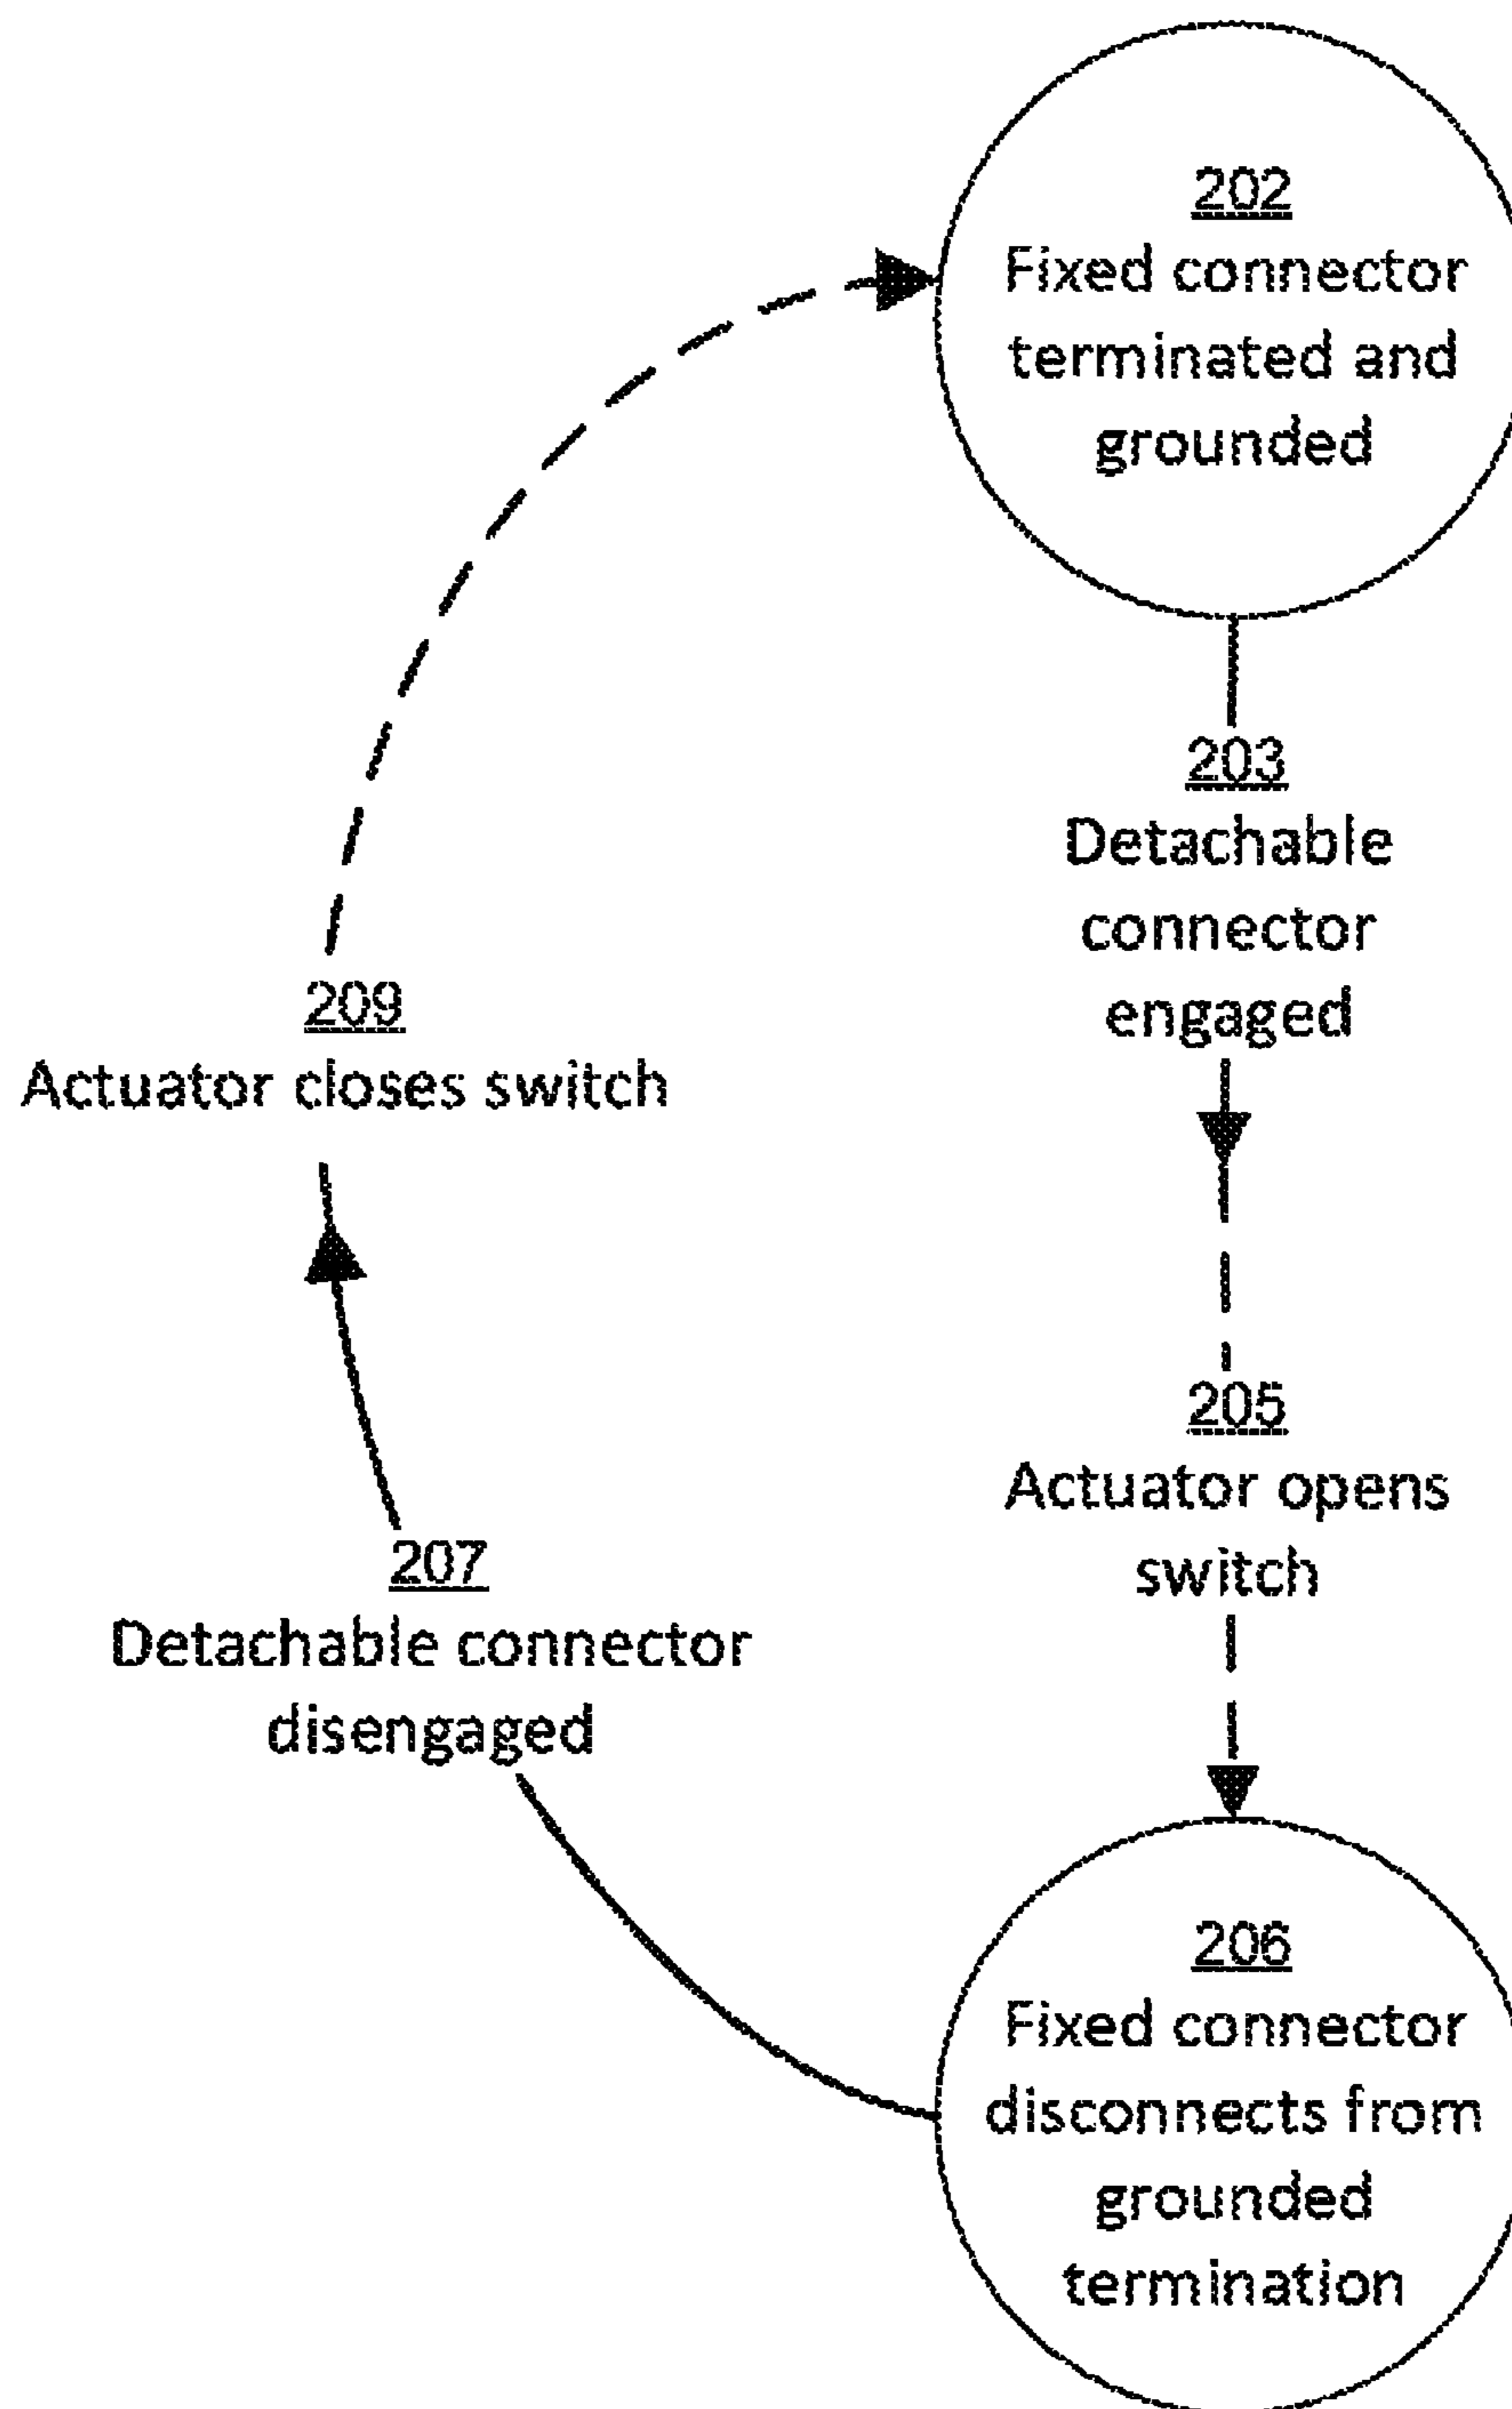 202
Fixed connector
terminated and
grounded
203
Detachable
connector
engaged
209
Actuator closes switch
205
Actuator opens
switch
207
Detachable connector
disengaged
206
Fixed connector
disconnects from
grounded
termination